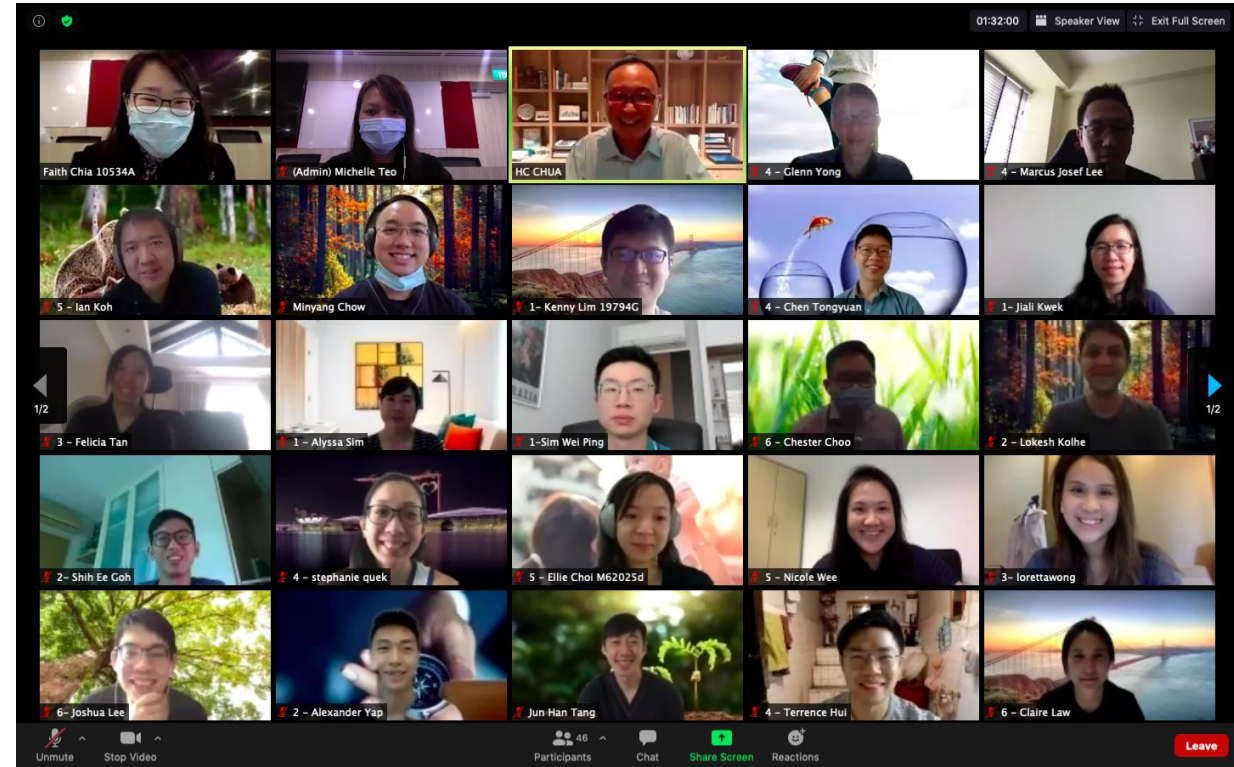 01:32:00 Speaker View Exit Full Screen
Faith Chia 10534A
(Admin) Michelle Teo
HC CHUA
4 – Glenn Yong
4 – Marcus Josef Lee
5 – Ian Koh
Minyang Chow
1– Kenny Lim 19794G
4 – Chen Tongyuan
1– Jiali Kwek
1/2
1/2
3 – Felicia Tan
1 – Alyssa Sim
1–Sim Wei Ping
6 – Chester Choo
2 – Lokesh Kolhe
2– Shih Ee Goh
4 – stephanie quek
5 – Ellie Choi M62025d
5 – Nicole Wee
3– lorettawong
6– Joshua Lee
2 – Alexander Yap
Jun Han Tang
4 – Terrence Hui
6 – Claire Law
46
Unmute Stop Video Participants Chat Share Screen Reactions Leave